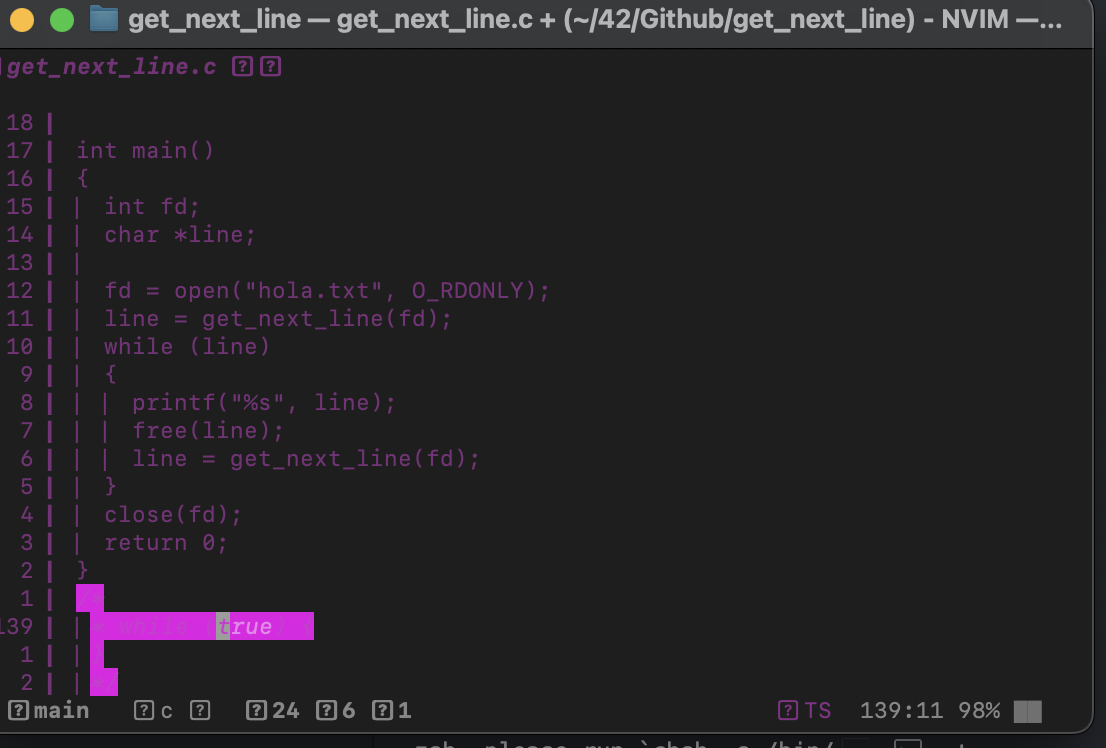 get_next_line — get_next_line.c + (~/42/Github/get_next_line) - NVIM —...
get_next_line.c
18
17 int main()
16 {
15 int fd;
14 char *line;
13
12 fd = open("hola.txt", O_RDONLY);
11 line = get_next_line(fd);
10 while (line)
9 {
8 printf("%s", line);
7 free(line);
6 line = get_next_line(fd);
5 }
4 close(fd);
3 return 0;
2 }
1
139 while (true)
1
2
main c 24 6 1 TS 139:11 98%